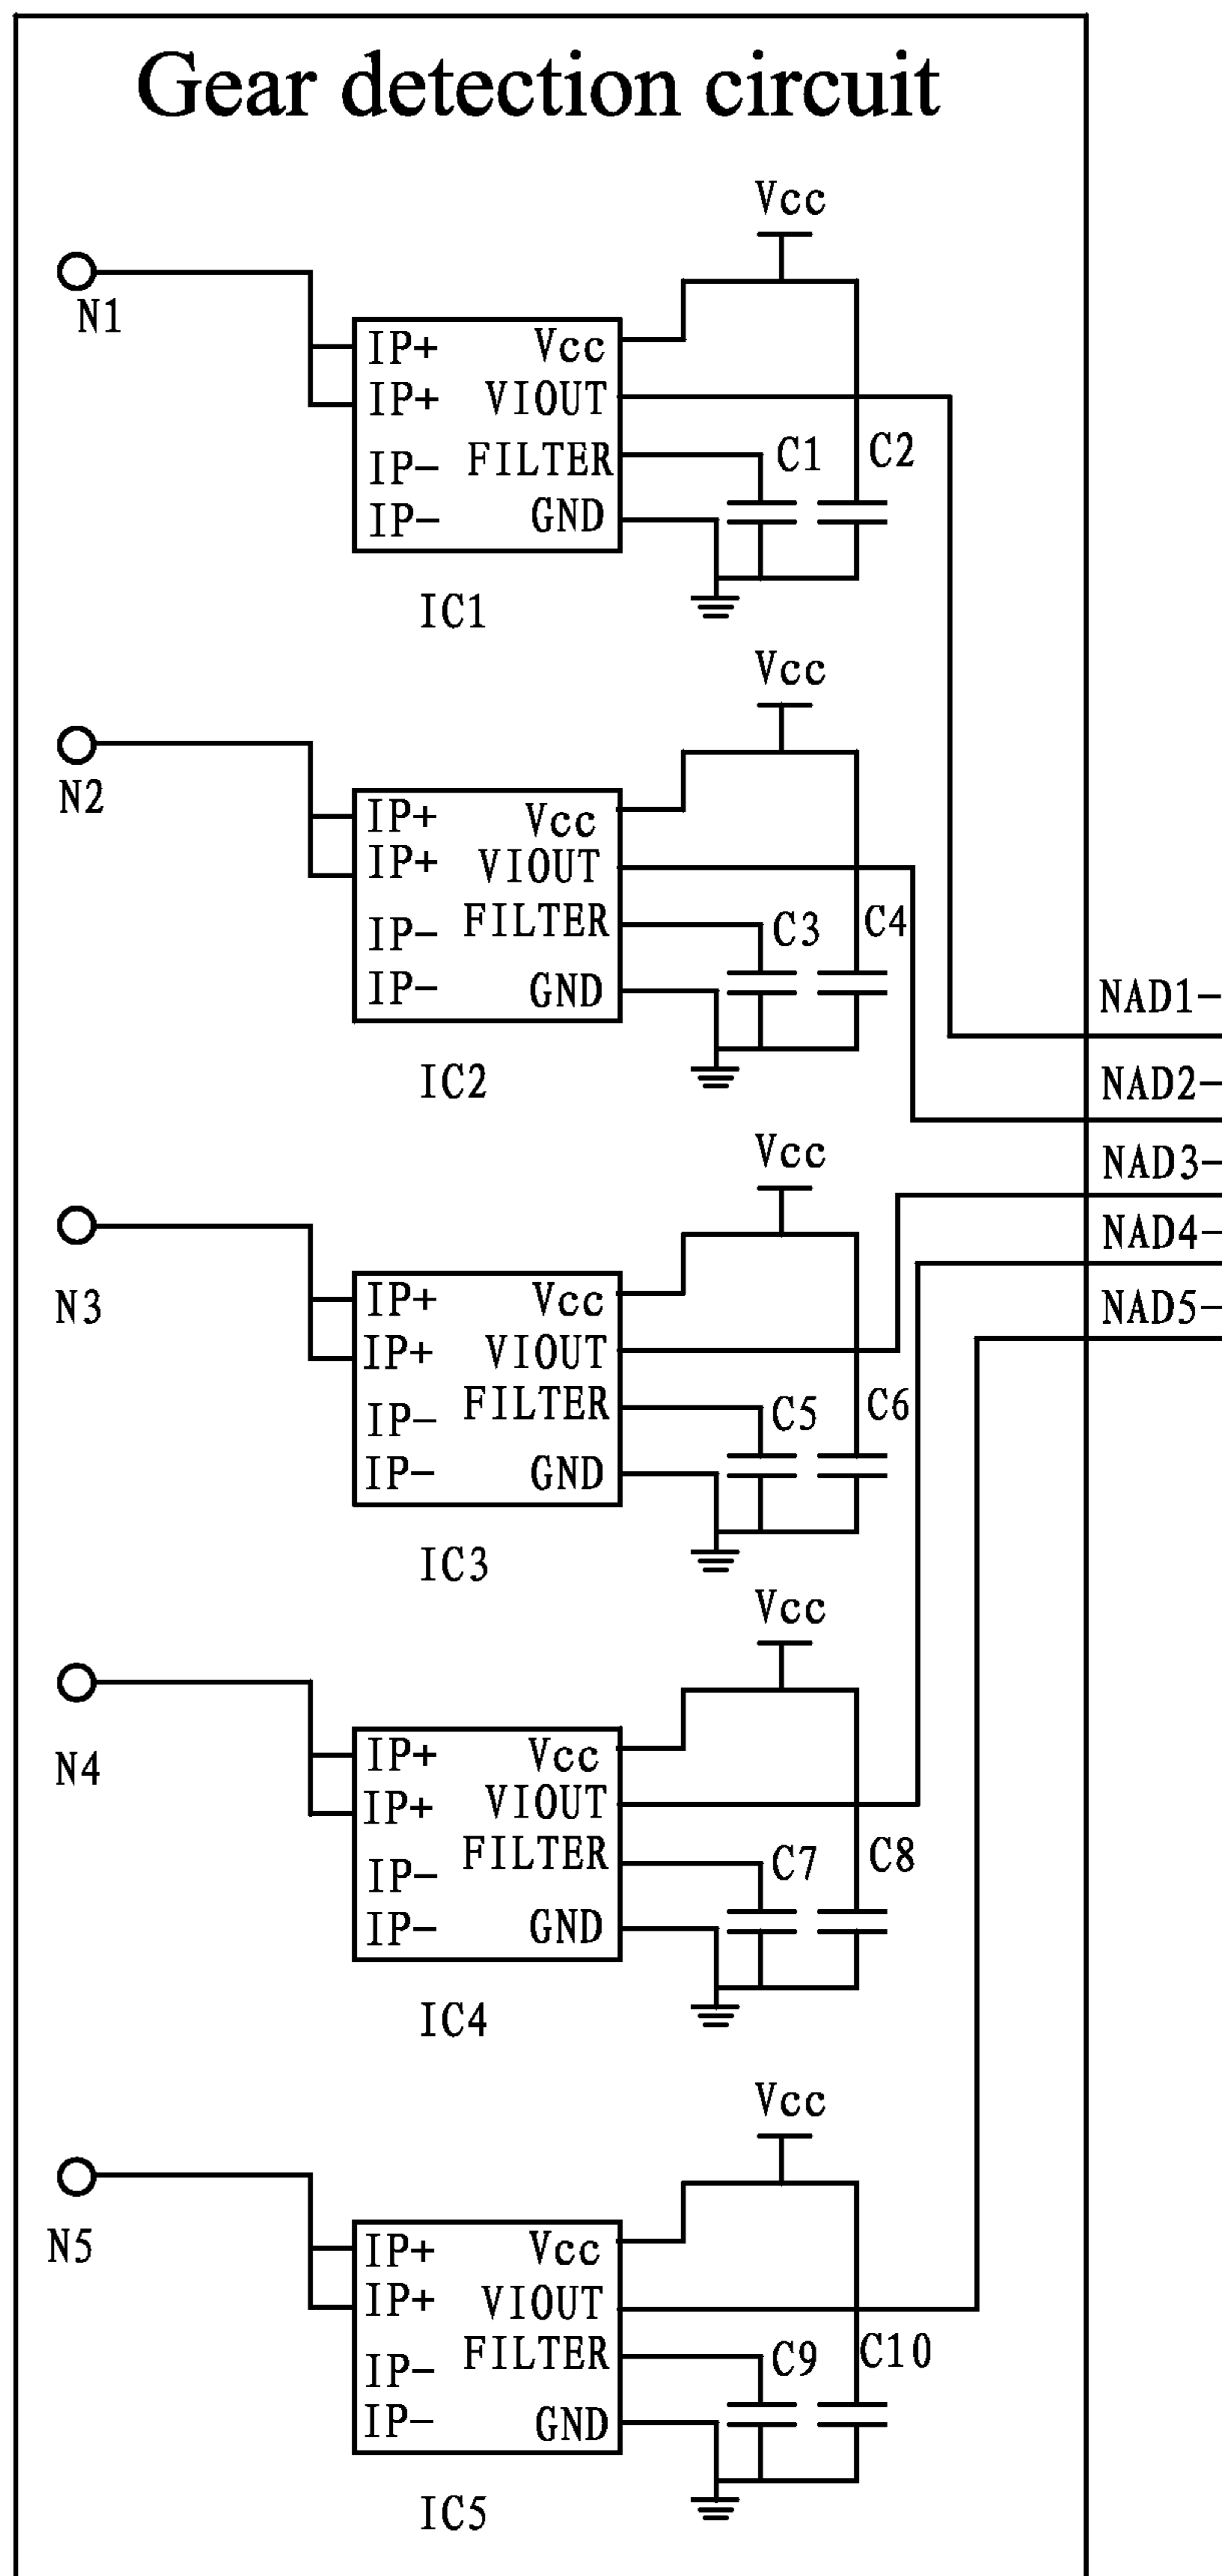 Gear detection circuit
Vcc
N1
IP+ Vcc
IP+ VIOUT
IP- FILTER
IP- GND
C1 C2
IC1
Vcc
N2
IP+ Vcc
IP+ VIOUT
IP- FILTER
IP- GND
C3 C4
IC2
NAD1-
NAD2-
NAD3-
NAD4-
NAD5-
Vcc
N3
IP+ Vcc
IP+ VIOUT
IP- FILTER
IP- GND
C5 C6
IC3
Vcc
N4
IP+ Vcc
IP+ VIOUT
IP- FILTER
IP- GND
C7 C8
IC4
Vcc
N5
IP+ Vcc
IP+ VIOUT
IP- FILTER
IP- GND
C9 C10
IC5